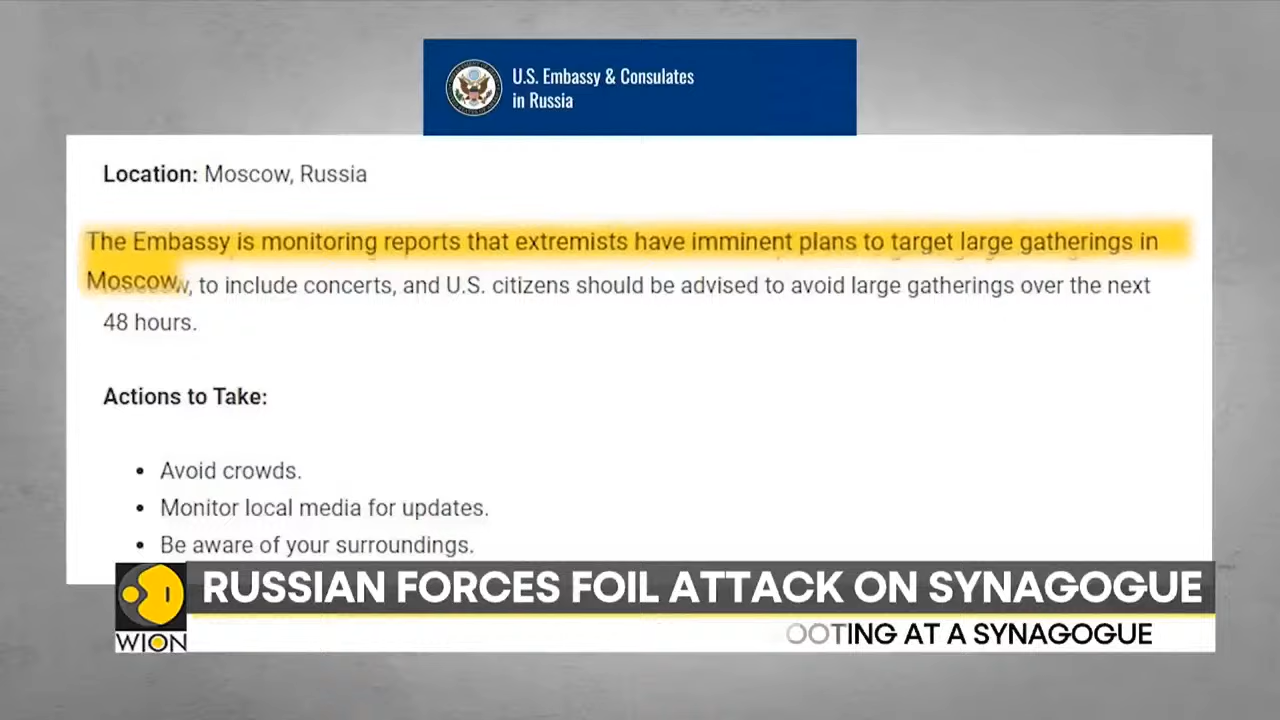 U.S. Embassy & Consulates
in Russia
Location: Moscow, Russia
The Embassy is monitoring reports that extremists have imminent plans to target large gatherings in
Moscow, to include concerts, and U.S. citizens should be advised to avoid large gatherings over the next
48 hours.
Actions to Take:
• Avoid crowds.
• Monitor local media for updates.
• Be aware of your surroundings.
RUSSIAN FORCES FOIL ATTACK ON SYNAGOGUE
OOTING AT A SYNAGOGUE
WION